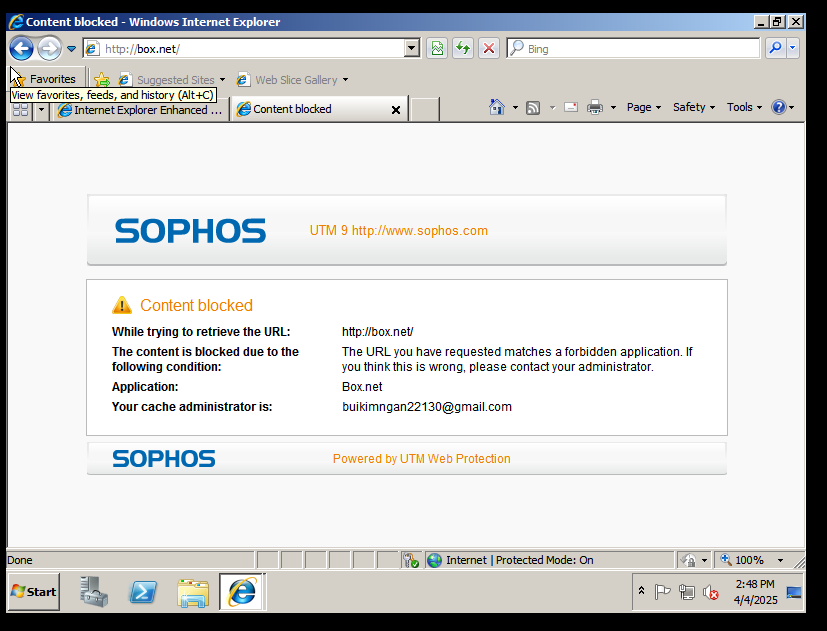 Content blocked - Windows Internet Explorer
http://box.net/
Bing
Favorites
Suggested Sites
Web Slice Gallery
View favorites, feeds, and history (Alt+C)
Internet Explorer Enhanced ...
Content blocked
Page
Safety
Tools
SOPHOS
UTM 9 http://www.sophos.com
Content blocked
While trying to retrieve the URL: http://box.net/
The content is blocked due to the following condition:
The URL you have requested matches a forbidden application. If
you think this is wrong, please contact your administrator.
Application: Box.net
Your cache administrator is: buikimngan22130@gmail.com
SOPHOS
Powered by UTM Web Protection
Done
Internet | Protected Mode: On
100%
Start
2:48 PM
4/4/2025